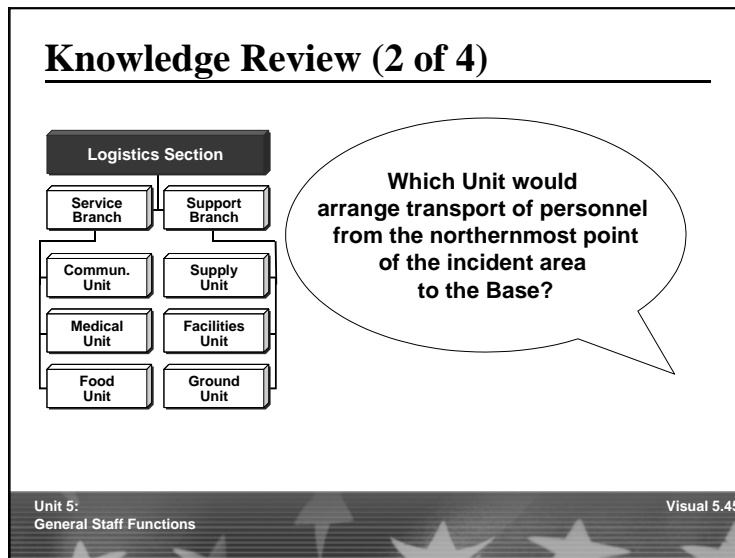 Knowledge Review (2 of 4)
Logistics Section
Service
Branch
Support
Branch
Commun.
Unit
Supply
Unit
Medical
Unit
Facilities
Unit
Food
Unit
Ground
Unit
Which Unit would
arrange transport of personnel
from the northernmost point
of the incident area
to the Base?
Unit 5:
General Staff Functions
Visual 5.45